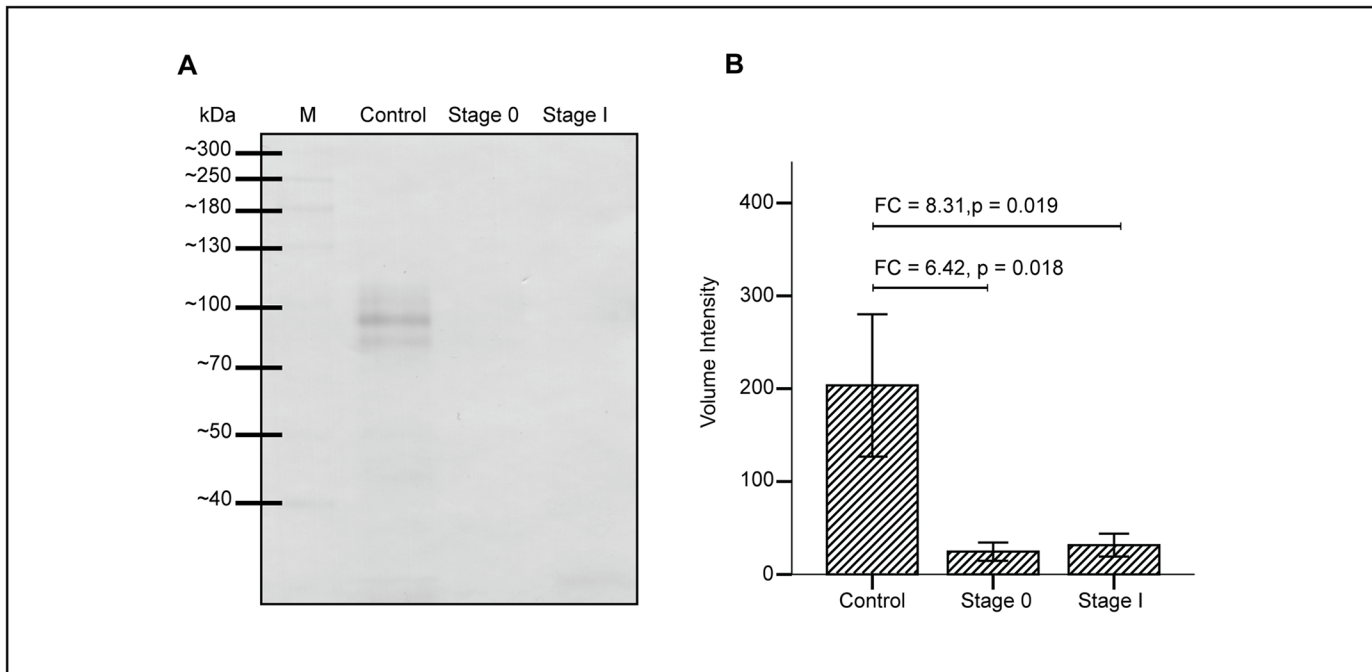 A
kDa M Control Stage 0 Stage I
~300
~250
~180
~130
~100
~70
~50
~40
B
Volume Intensity
400
300
200
100
0
FC = 8.31,p = 0.019
FC = 6.42, p = 0.018
Control Stage 0 Stage I